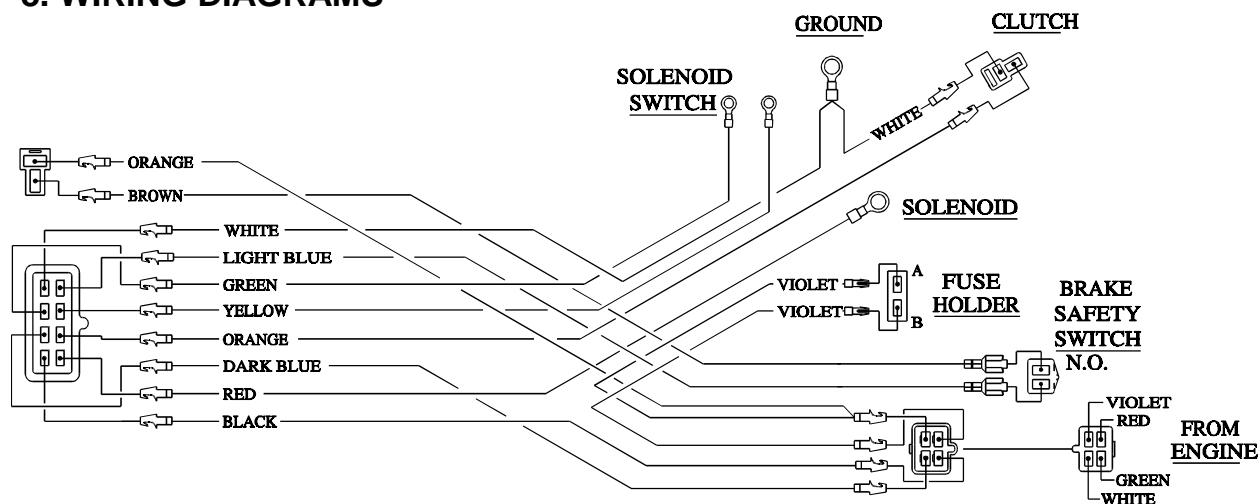 8. WIRING DIAGRAMS
GROUND
CLUTCH
SOLENOID
SWITCH
WHITE
ORANGE
BROWN
SOLENOID
WHITE
LIGHT BLUE
GREEN
YELLOW
ORANGE
DARK BLUE
RED
BLACK
VIOLET
VIOLET
A
B
FUSE
HOLDER
BRAKE
SAFETY
SWITCH
N.O.
VIOLET
RED
FROM
ENGINE
GREEN
WHITE